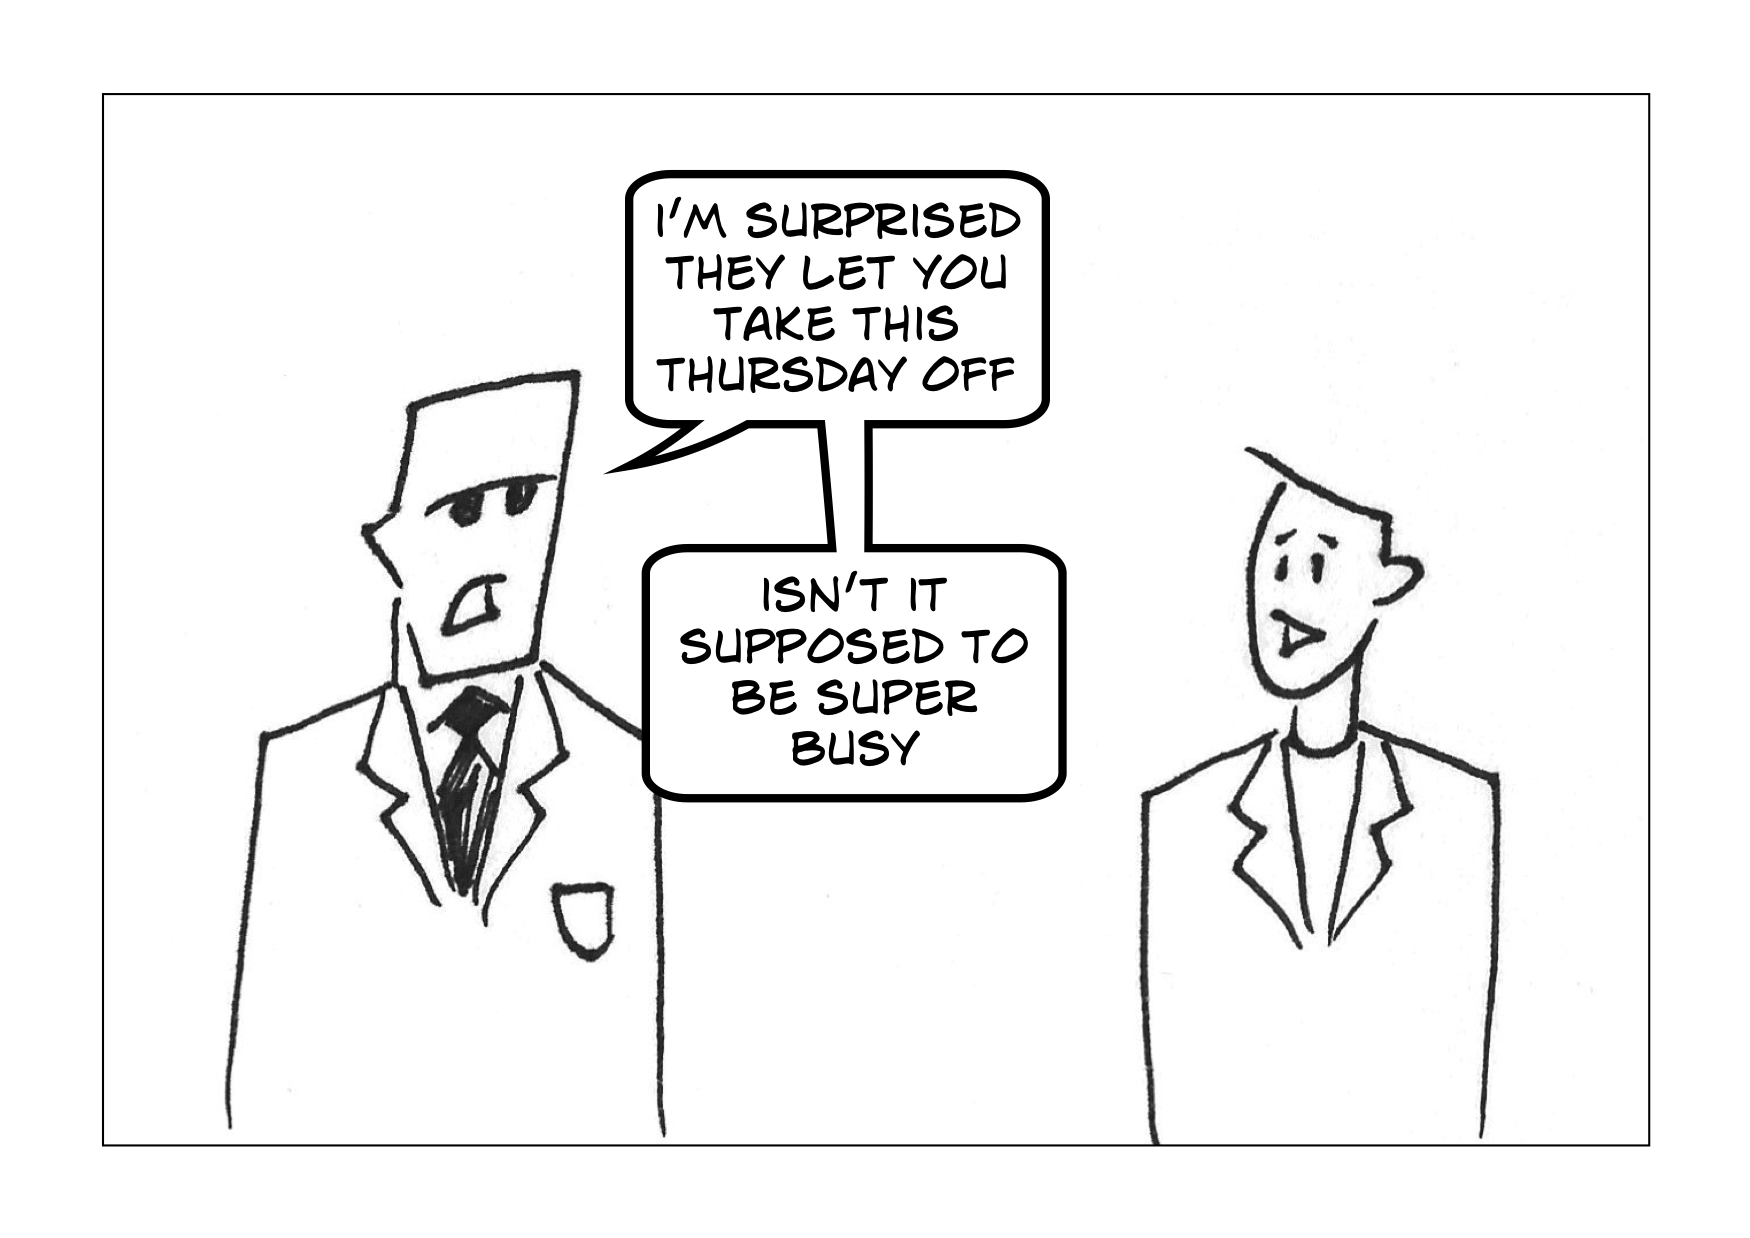 I'M SURPRISED
THEY LET YOU
TAKE THIS
THURSDAY OFF
ISN'T IT
SUPPOSED TO
BE SUPER
BUSY